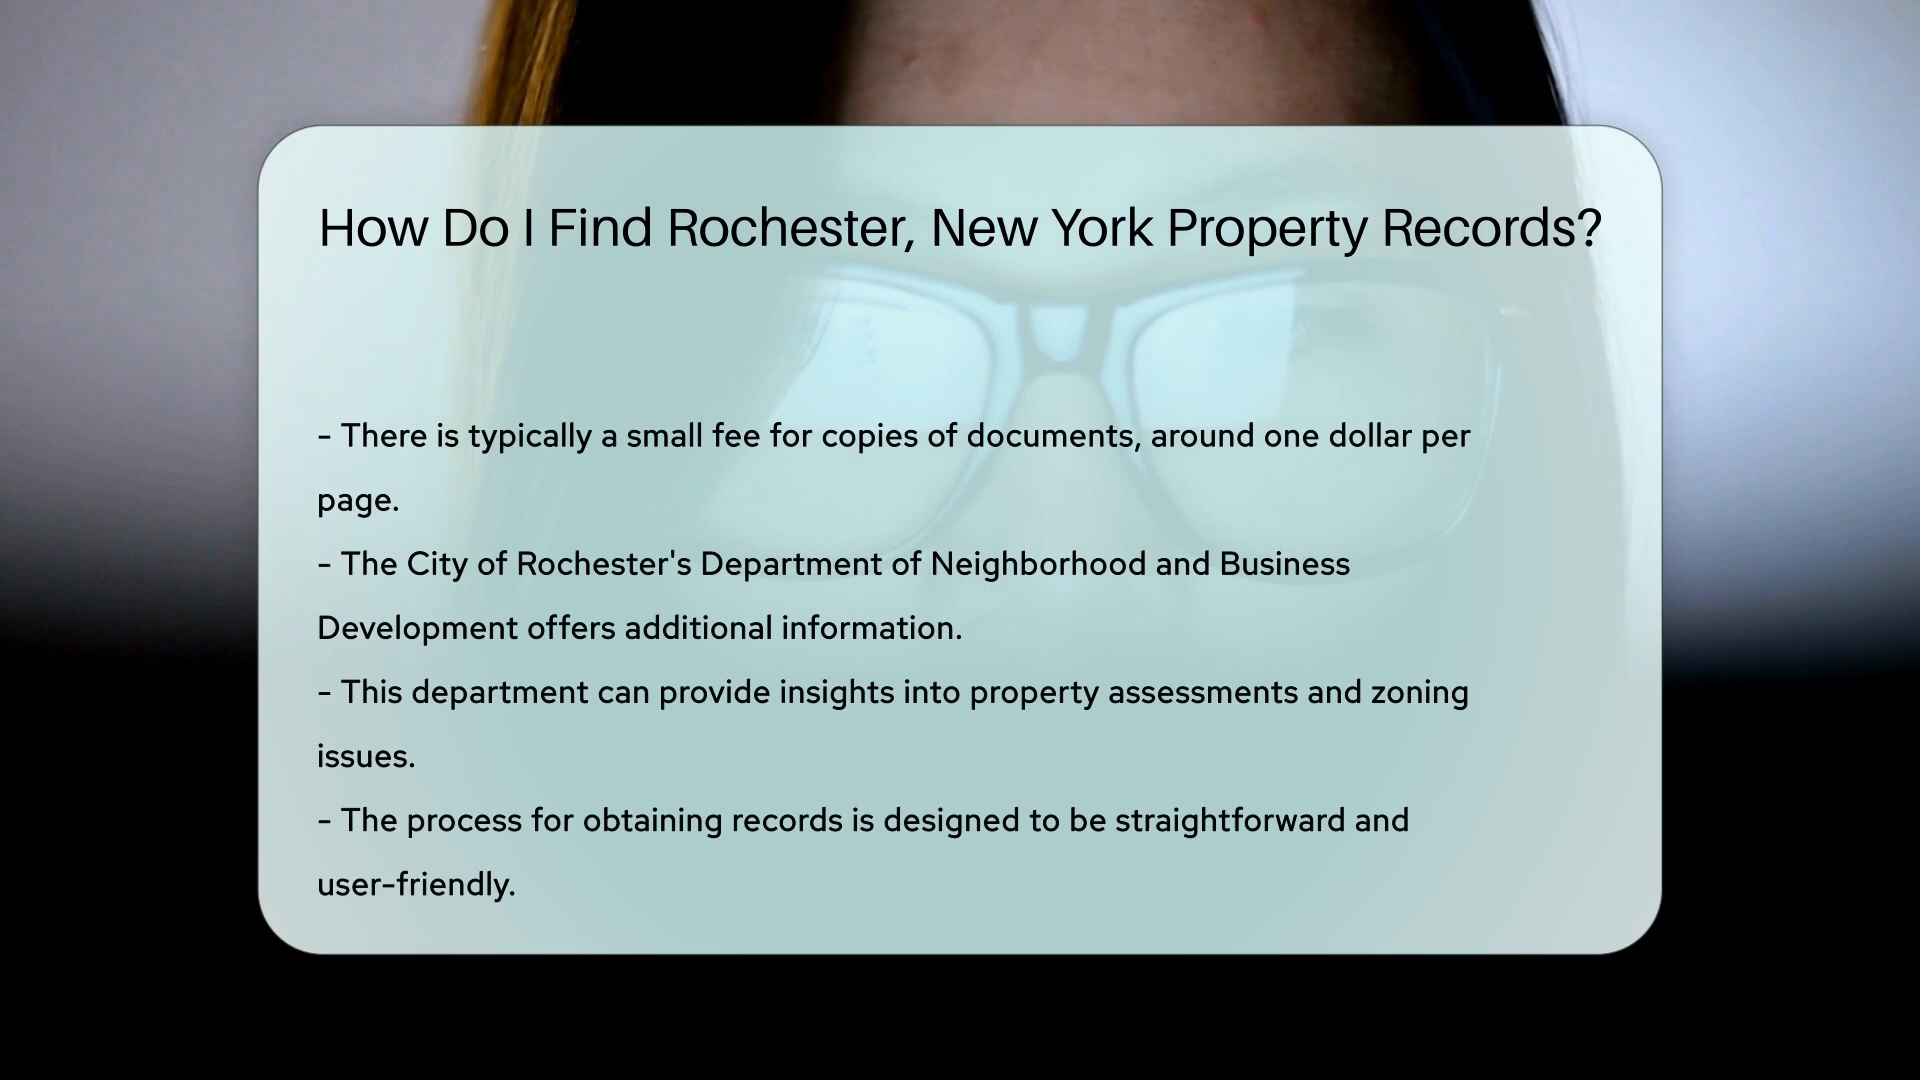 How Do I Find Rochester, New York Property Records?
- There is typically a small fee for copies of documents, around one dollar per
page.
- The City of Rochester's Department of Neighborhood and Business
Development offers additional information.
- This department can provide insights into property assessments and zoning
issues.
- The process for obtaining records is designed to be straightforward and
user-friendly.